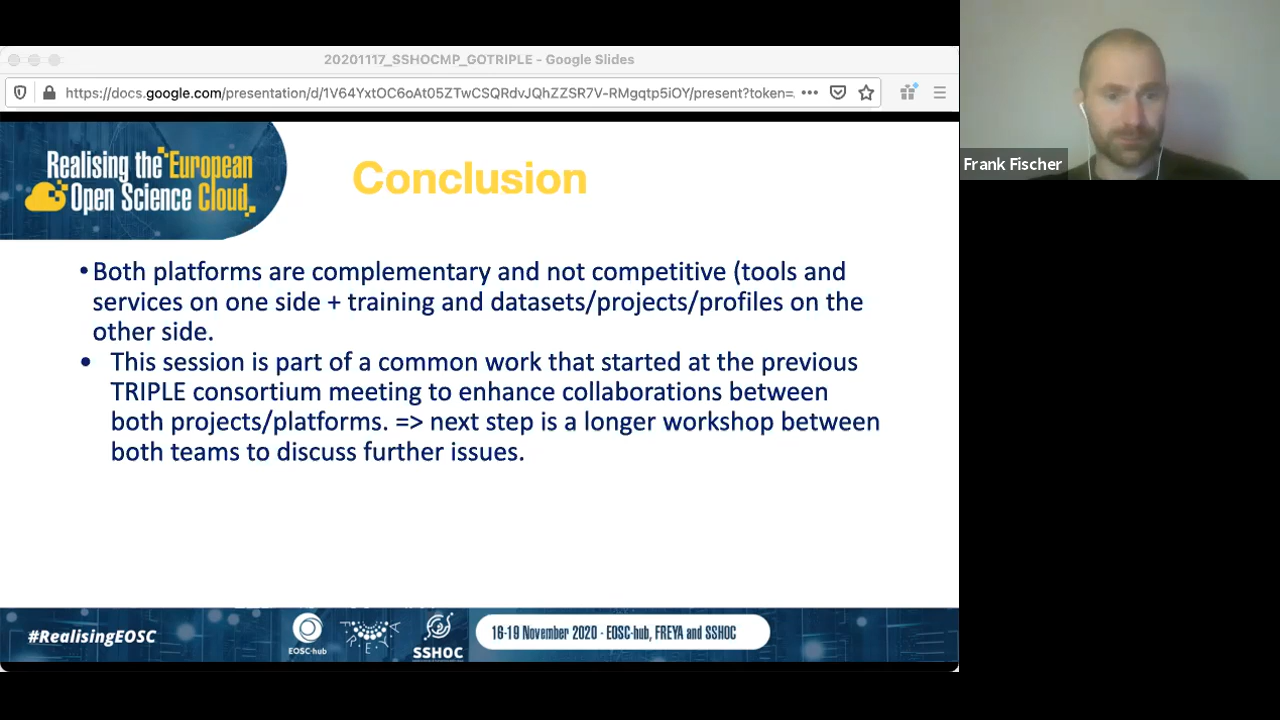 20201117_SSHOCMP_GOTRIPLE - Google Slides
https://docs.google.com/presentation/d/1V64YxtOC6oAt05ZTwCSQRdvJQhZZSR7V-RMgqtp5iOY/present?token=…
Frank Fischer
Realising the European
Open Science Cloud
Conclusion
• Both platforms are complementary and not competitive (tools and
services on one side + training and datasets/projects/profiles on the
other side.
• This session is part of a common work that started at the previous
TRIPLE consortium meeting to enhance collaborations between
both projects/platforms. => next step is a longer workshop between
both teams to discuss further issues.
#RealisingEOSC
EOSC-hub
FREYA
SSHOC
16-19 November 2020 - EOSC-hub, FREYA and SSHOC